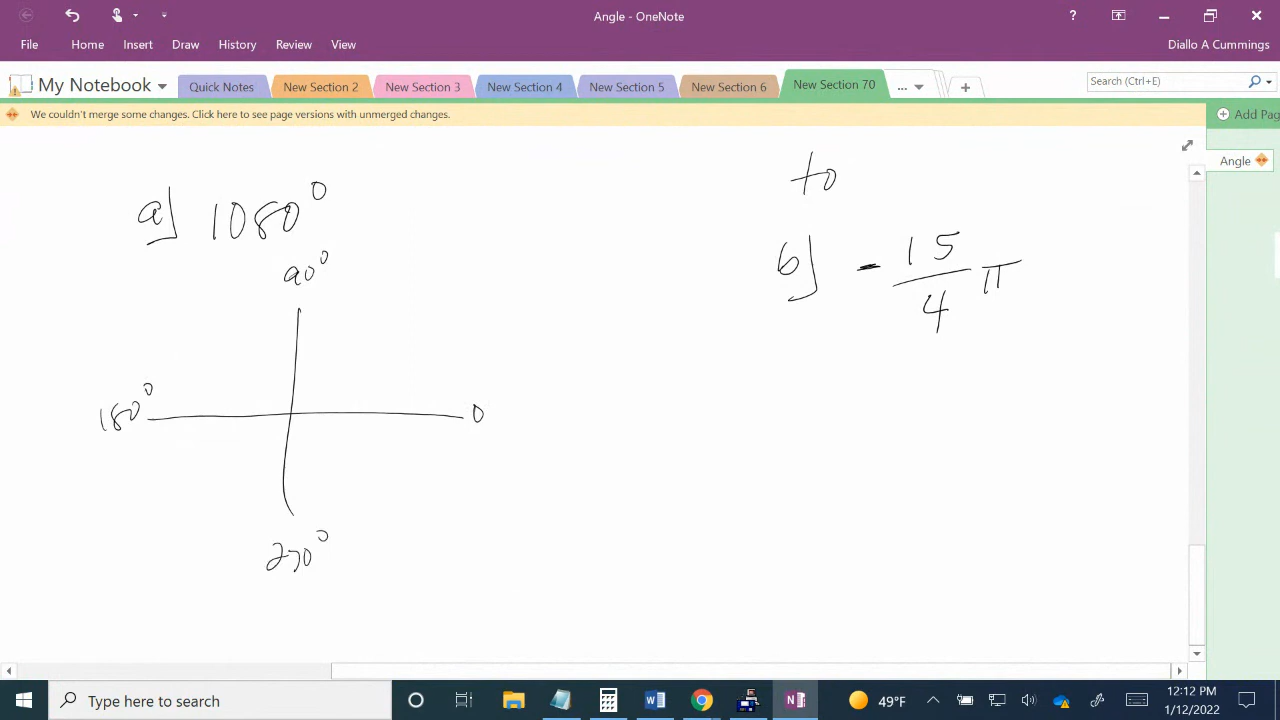 Angle - OneNote
?
File Home Insert Draw History Review View
Diallo A Cummings
My Notebook Quick Notes New Section 2 New Section 3 New Section 4 New Section 5 New Section 6 New Section 70 ... +
Search (Ctrl+E)
We couldn't merge some changes. Click here to see page versions with unmerged changes.
Add Pag
Angle
to
a) 1080°
b) - 15/4 π
90°
180°
0
270°
Type here to search
49°F
12:12 PM
1/12/2022